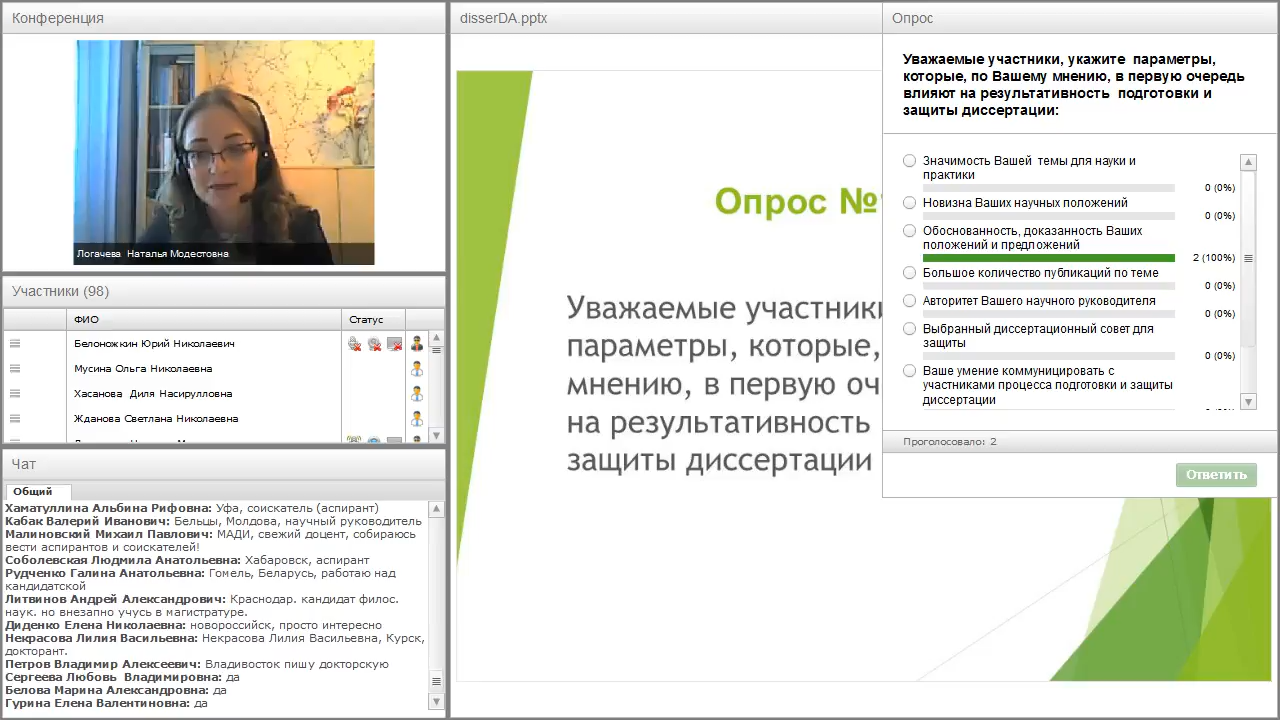 Конференция
Логачева Наталья Модестовна
Участники (98)
ФИО
Статус
Белоножкин Юрий Николаевич
Мусина Ольга Николаевна
Хасанова Диля Насирулловна
Жданова Светлана Николаевна
Чат
Общий
Хаматуллина Альбина Рифовна: Уфа, соискатель (аспирант)
Кабак Валерий Иванович: Бельцы, Молдова, научный руководитель
Малиновский Михаил Павлович: МАДИ, свежий доцент, собираюсь
вести аспирантов и соискателей!
Соболевская Людмила Анатольевна: Хабаровск, аспирант
Рудченко Галина Анатольевна: Гомель, Беларусь, работаю над
кандидатской
Литвинов Андрей Александрович: Краснодар. кандидат филос.
наук. но внезапно учусь в магистратуре.
Диденко Елена Николаевна: новороссийск, просто интересно
Некрасова Лилия Васильевна: Некрасова Лилия Васильевна, Курск,
докторант.
Петров Владимир Алексеевич: Владивосток пишу докторскую
Сергеева Любовь Владимировна: да
Белова Марина Александровна: да
Гурина Елена Валентиновна: да
disserDA.pptx
Опрос №
Уважаемые участники
параметры, которые,
мнению, в первую оч
на результативность
защиты диссертации
Опрос
Уважаемые участники, укажите параметры,
которые, по Вашему мнению, в первую очередь
влияют на результативность подготовки и
защиты диссертации:
Значимость Вашей темы для науки и
практики
0 (0%)
Новизна Ваших научных положений
0 (0%)
Обоснованность, доказанность Ваших
положений и предложений
2 (100%)
Большое количество публикаций по теме
0 (0%)
Авторитет Вашего научного руководителя
0 (0%)
Выбранный диссертационный совет для
защиты
0 (0%)
Ваше умение коммуницировать с
участниками процесса подготовки и защиты
диссертации
Проголосовало: 2
Ответить